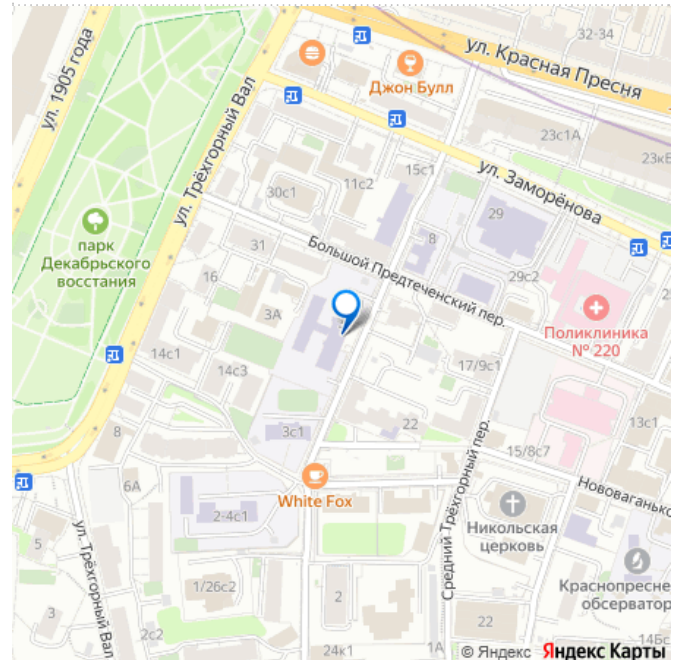 32-34
ул. Красная Пресня
ул. 1905 года
Джон Булл
ул. Трёхгорный Вал
23с1А
23кБ
ул. Заморёнова
15с1
11с2
30с1
29
8
31
Большой Предтеченский пер.
29с2
парк
Декабрьского
восстания
16
3А
Поликлиника
№ 220
14с1
14с3
17/9с1
13с1
22
3с1
8
15/8с7
6А
White Fox
Нововаганько
Средний Трёхгорный пер.
Никольская
церковь
2-4с1
ул. Трёхгорный Вал
5
1/26с2
2
Краснопресне
обсерватор
3
22
2с2
24к1
1А
14Бс
© Яндекс Яндекс Карты